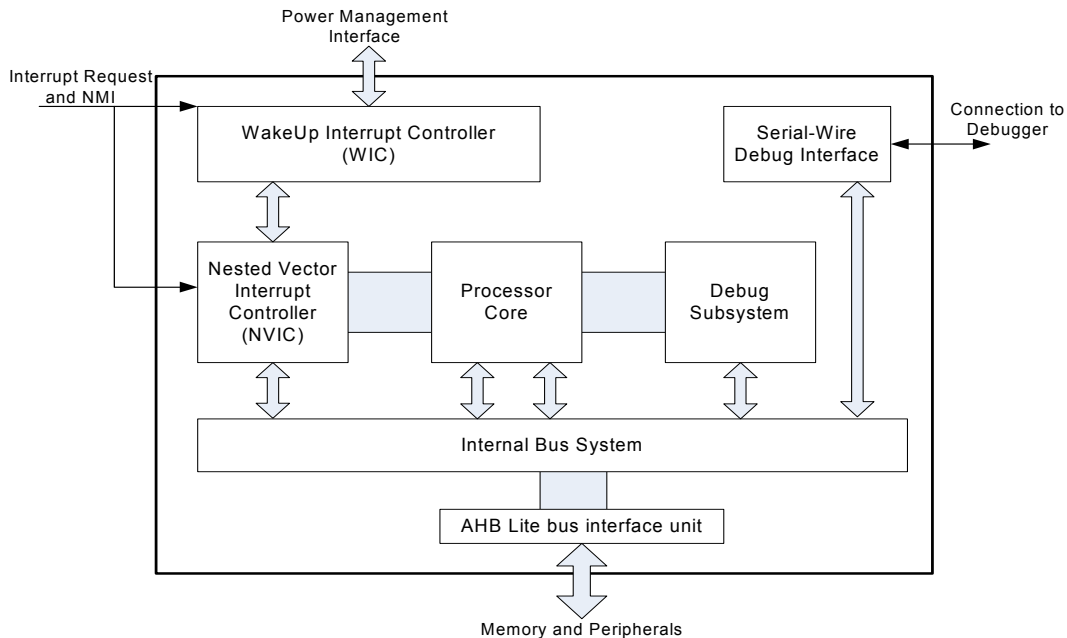 Power Management
Interface
Interrupt Request
and NMI
WakeUp Interrupt Controller
(WIC)
Serial-Wire
Debug Interface
Connection to
Debugger
Nested Vector
Interrupt
Controller
(NVIC)
Processor
Core
Debug
Subsystem
Internal Bus System
AHB Lite bus interface unit
Memory and Peripherals